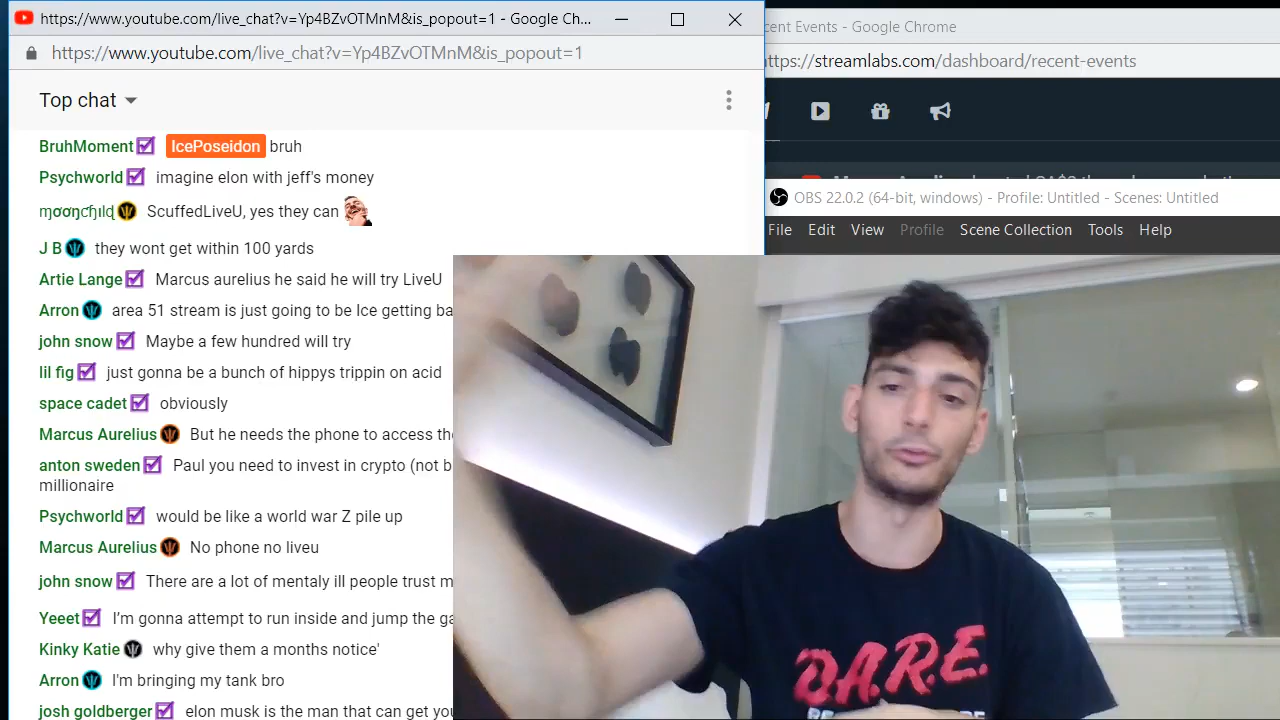 https://www.youtube.com/live_chat?v=Yp4BZvOTMnM&is_popout=1 - Google Ch...
https://www.youtube.com/live_chat?v=Yp4BZvOTMnM&is_popout=1
cent Events - Google Chrome
https://streamlabs.com/dashboard/recent-events
Top chat
BruhMoment IcePoseidon bruh
Psychworld imagine elon with jeff's money
ScuffedLiveU, yes they can
J B they wont get within 100 yards
Artie Lange Marcus aurelius he said he will try LiveU
Arron area 51 stream is just going to be Ice getting ba
john snow Maybe a few hundred will try
lil fig just gonna be a bunch of hippys trippin on acid
space cadet obviously
Marcus Aurelius But he needs the phone to access the
anton sweden Paul you need to invest in crypto (not b
millionaire
Psychworld would be like a world war Z pile up
Marcus Aurelius No phone no liveu
john snow There are a lot of mentaly ill people trust m
Yeeet I'm gonna attempt to run inside and jump the ga
Kinky Katie why give them a months notice'
Arron I'm bringing my tank bro
josh goldberger elon musk is the man that can get you
OBS 22.0.2 (64-bit, windows) - Profile: Untitled - Scenes: Untitled
File Edit View Profile Scene Collection Tools Help
D.A.R.E.